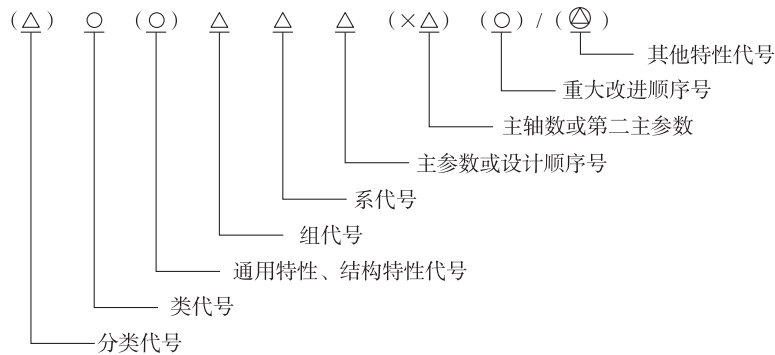 (△) ○ (○) △ △ △ (×△) (○) / (◬)
其他特性代号
重大改进顺序号
主轴数或第二主参数
主参数或设计顺序号
系代号
组代号
通用特性、结构特性代号
类代号
分类代号